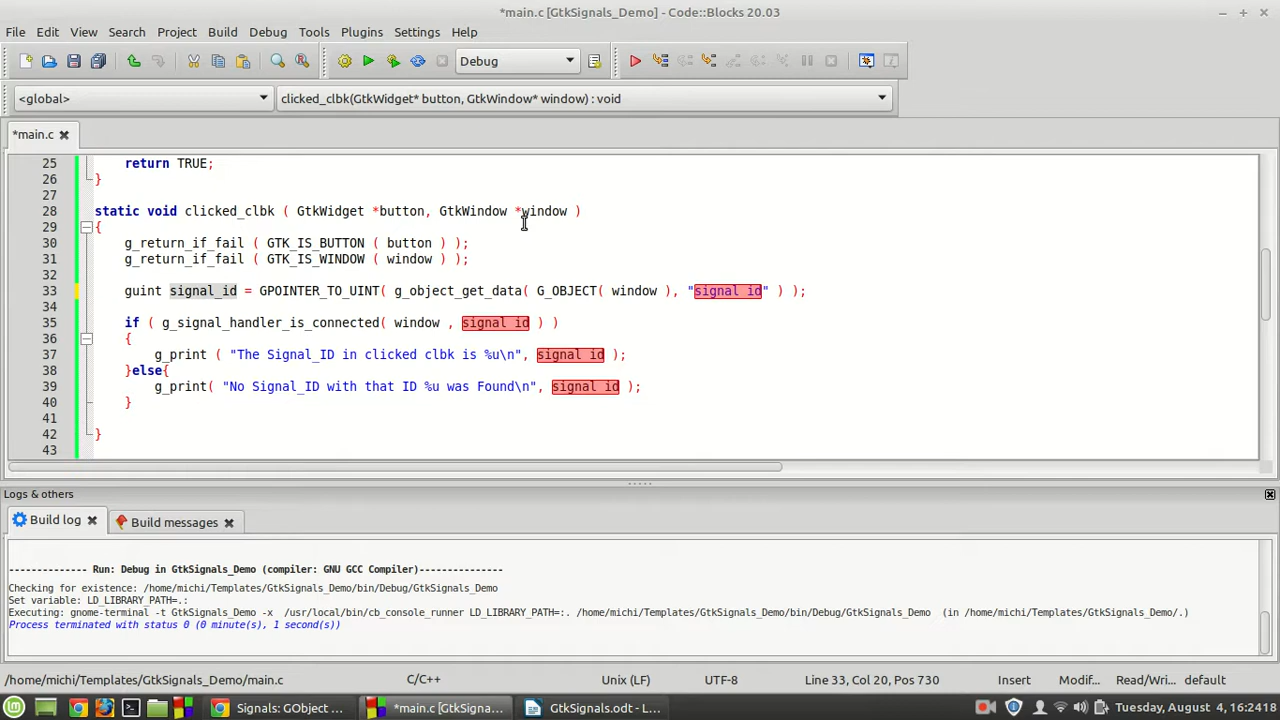 *main.c [GtkSignals_Demo] - Code::Blocks 20.03
File Edit View Search Project Build Debug Tools Plugins Settings Help
Debug
<global> clicked_clbk(GtkWidget* button, GtkWindow* window) : void
*main.c
25 return TRUE;
26 }
27
28 static void clicked_clbk ( GtkWidget *button, GtkWindow *window )
29 {
30 g_return_if_fail ( GTK_IS_BUTTON ( button ) );
31 g_return_if_fail ( GTK_IS_WINDOW ( window ) );
32
33 guint signal_id = GPOINTER_TO_UINT( g_object_get_data( G_OBJECT( window ), "signal_id" ) );
34
35 if ( g_signal_handler_is_connected( window , signal_id ) )
36 {
37 g_print ( "The Signal_ID in clicked clbk is %u\n", signal_id );
38 }else{
39 g_print( "No Signal_ID with that ID %u was Found\n", signal_id );
40 }
41
42 }
43
Logs & others
Build log Build messages
-------------- Run: Debug in GtkSignals_Demo (compiler: GNU GCC Compiler)---------------
Checking for existence: /home/michi/Templates/GtkSignals_Demo/bin/Debug/GtkSignals_Demo
Set variable: LD_LIBRARY_PATH=.:
Executing: gnome-terminal -t GtkSignals_Demo -x /usr/local/bin/cb_console_runner LD_LIBRARY_PATH=:. /home/michi/Templates/GtkSignals_Demo/bin/Debug/GtkSignals_Demo (in /home/michi/Templates/GtkSignals_Demo/.)
Process terminated with status 0 (0 minute(s), 1 second(s))
/home/michi/Templates/GtkSignals_Demo/main.c C/C++ Unix (LF) UTF-8 Line 33, Col 20, Pos 730 Insert Modif... Read/Wri... default
Signals: GObject ... *main.c [GtkSigna... GtkSignals.odt - L... Tuesday, August 4, 16:24:18